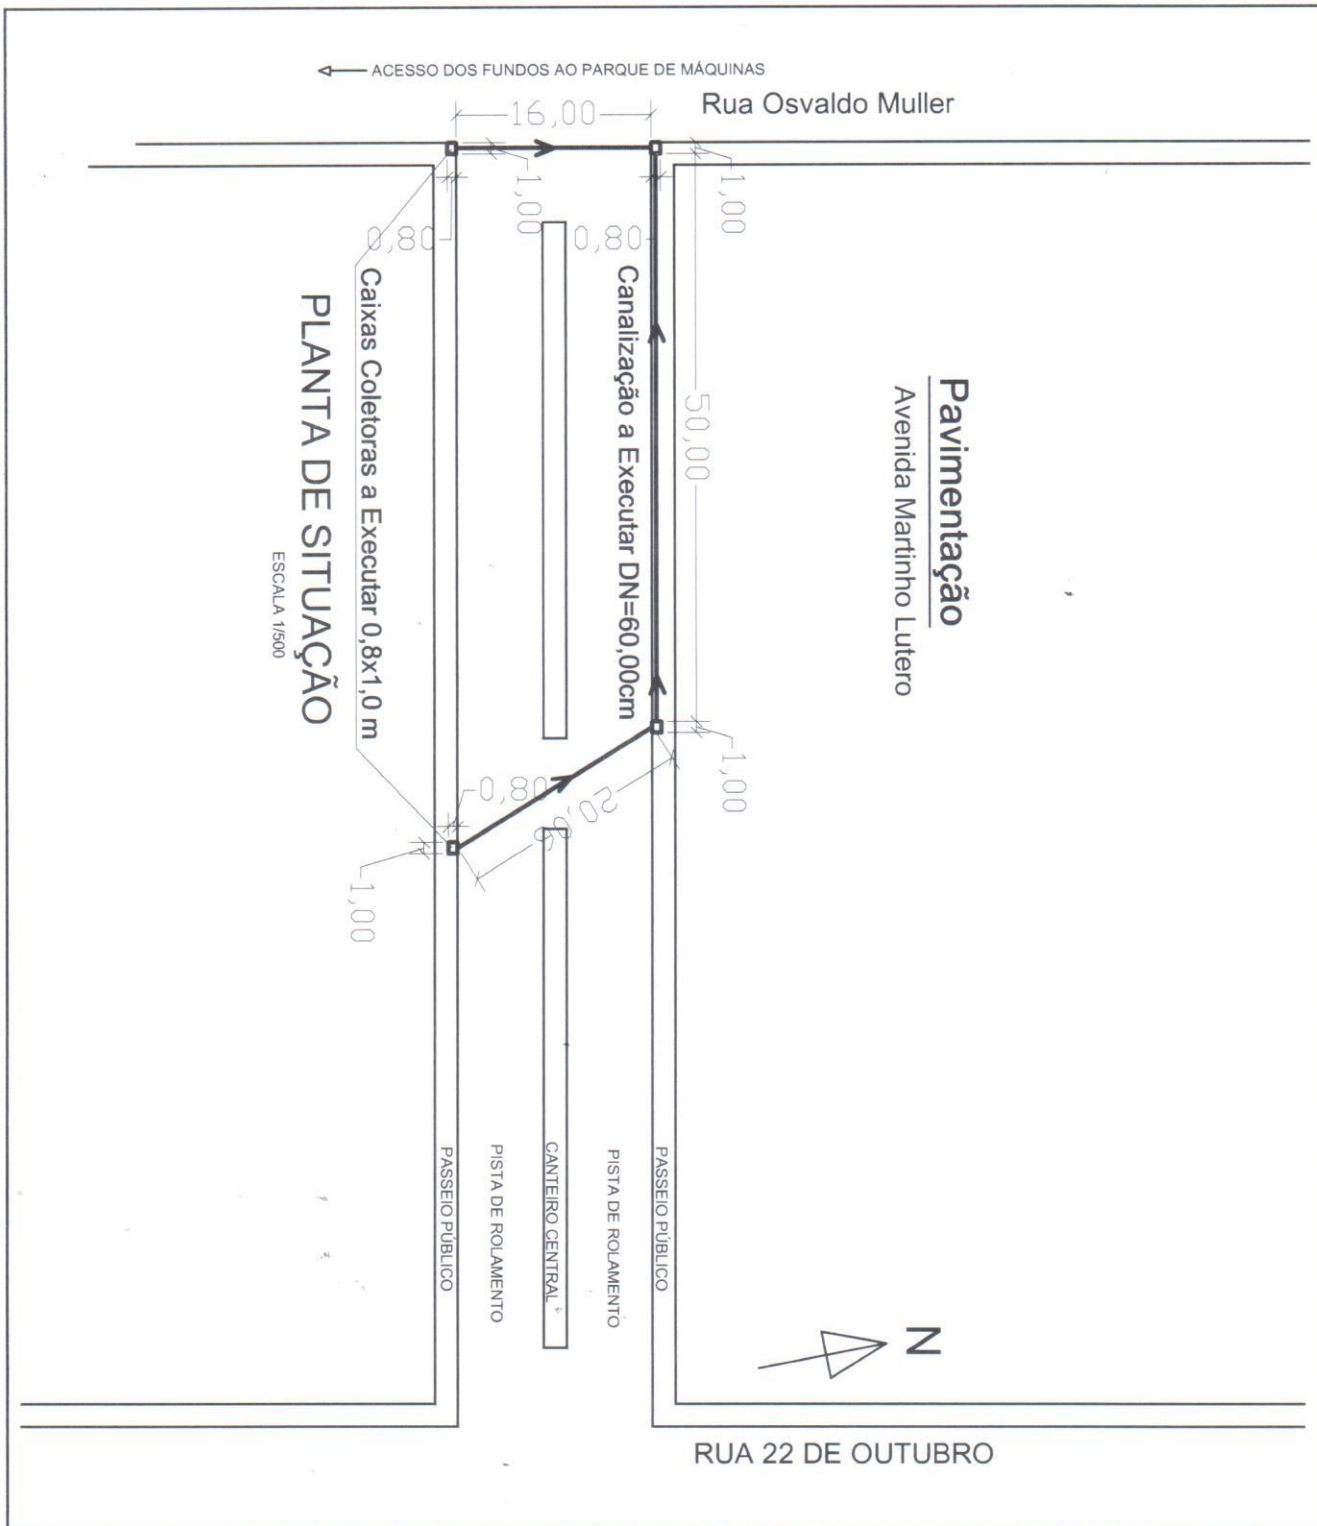 ACESSO DOS FUNDOS AO PARQUE DE MÁQUINAS
Rua Osvaldo Muller
16,00
1,00
1,00
0,80
0,80
Pavimentação
Avenida Martinho Lutero
50,00
Canalização a Executar DN=60,00cm
Caixas Coletoras a Executar 0,8x1,0 m
PLANTA DE SITUAÇÃO
ESCALA 1/500
1,00
0,80
1,00
PASSEIO PÚBLICO
PISTA DE ROLAMENTO
CANTEIRO CENTRAL
PISTA DE ROLAMENTO
PASSEIO PÚBLICO
N
RUA 22 DE OUTUBRO